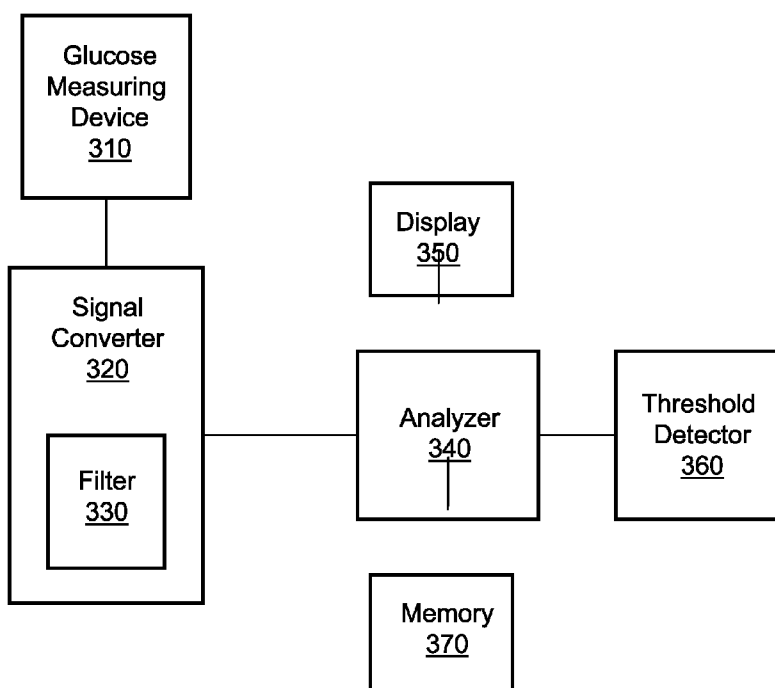 Glucose
Measuring
Device
310
Display
350
Signal
Converter
320
Analyzer
340
Threshold
Detector
360
Filter
330
Memory
370